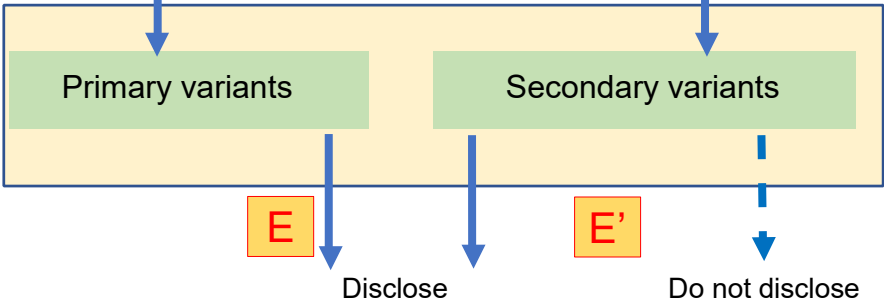 Primary variants Secondary variants
E E’
Disclose Do not disclose